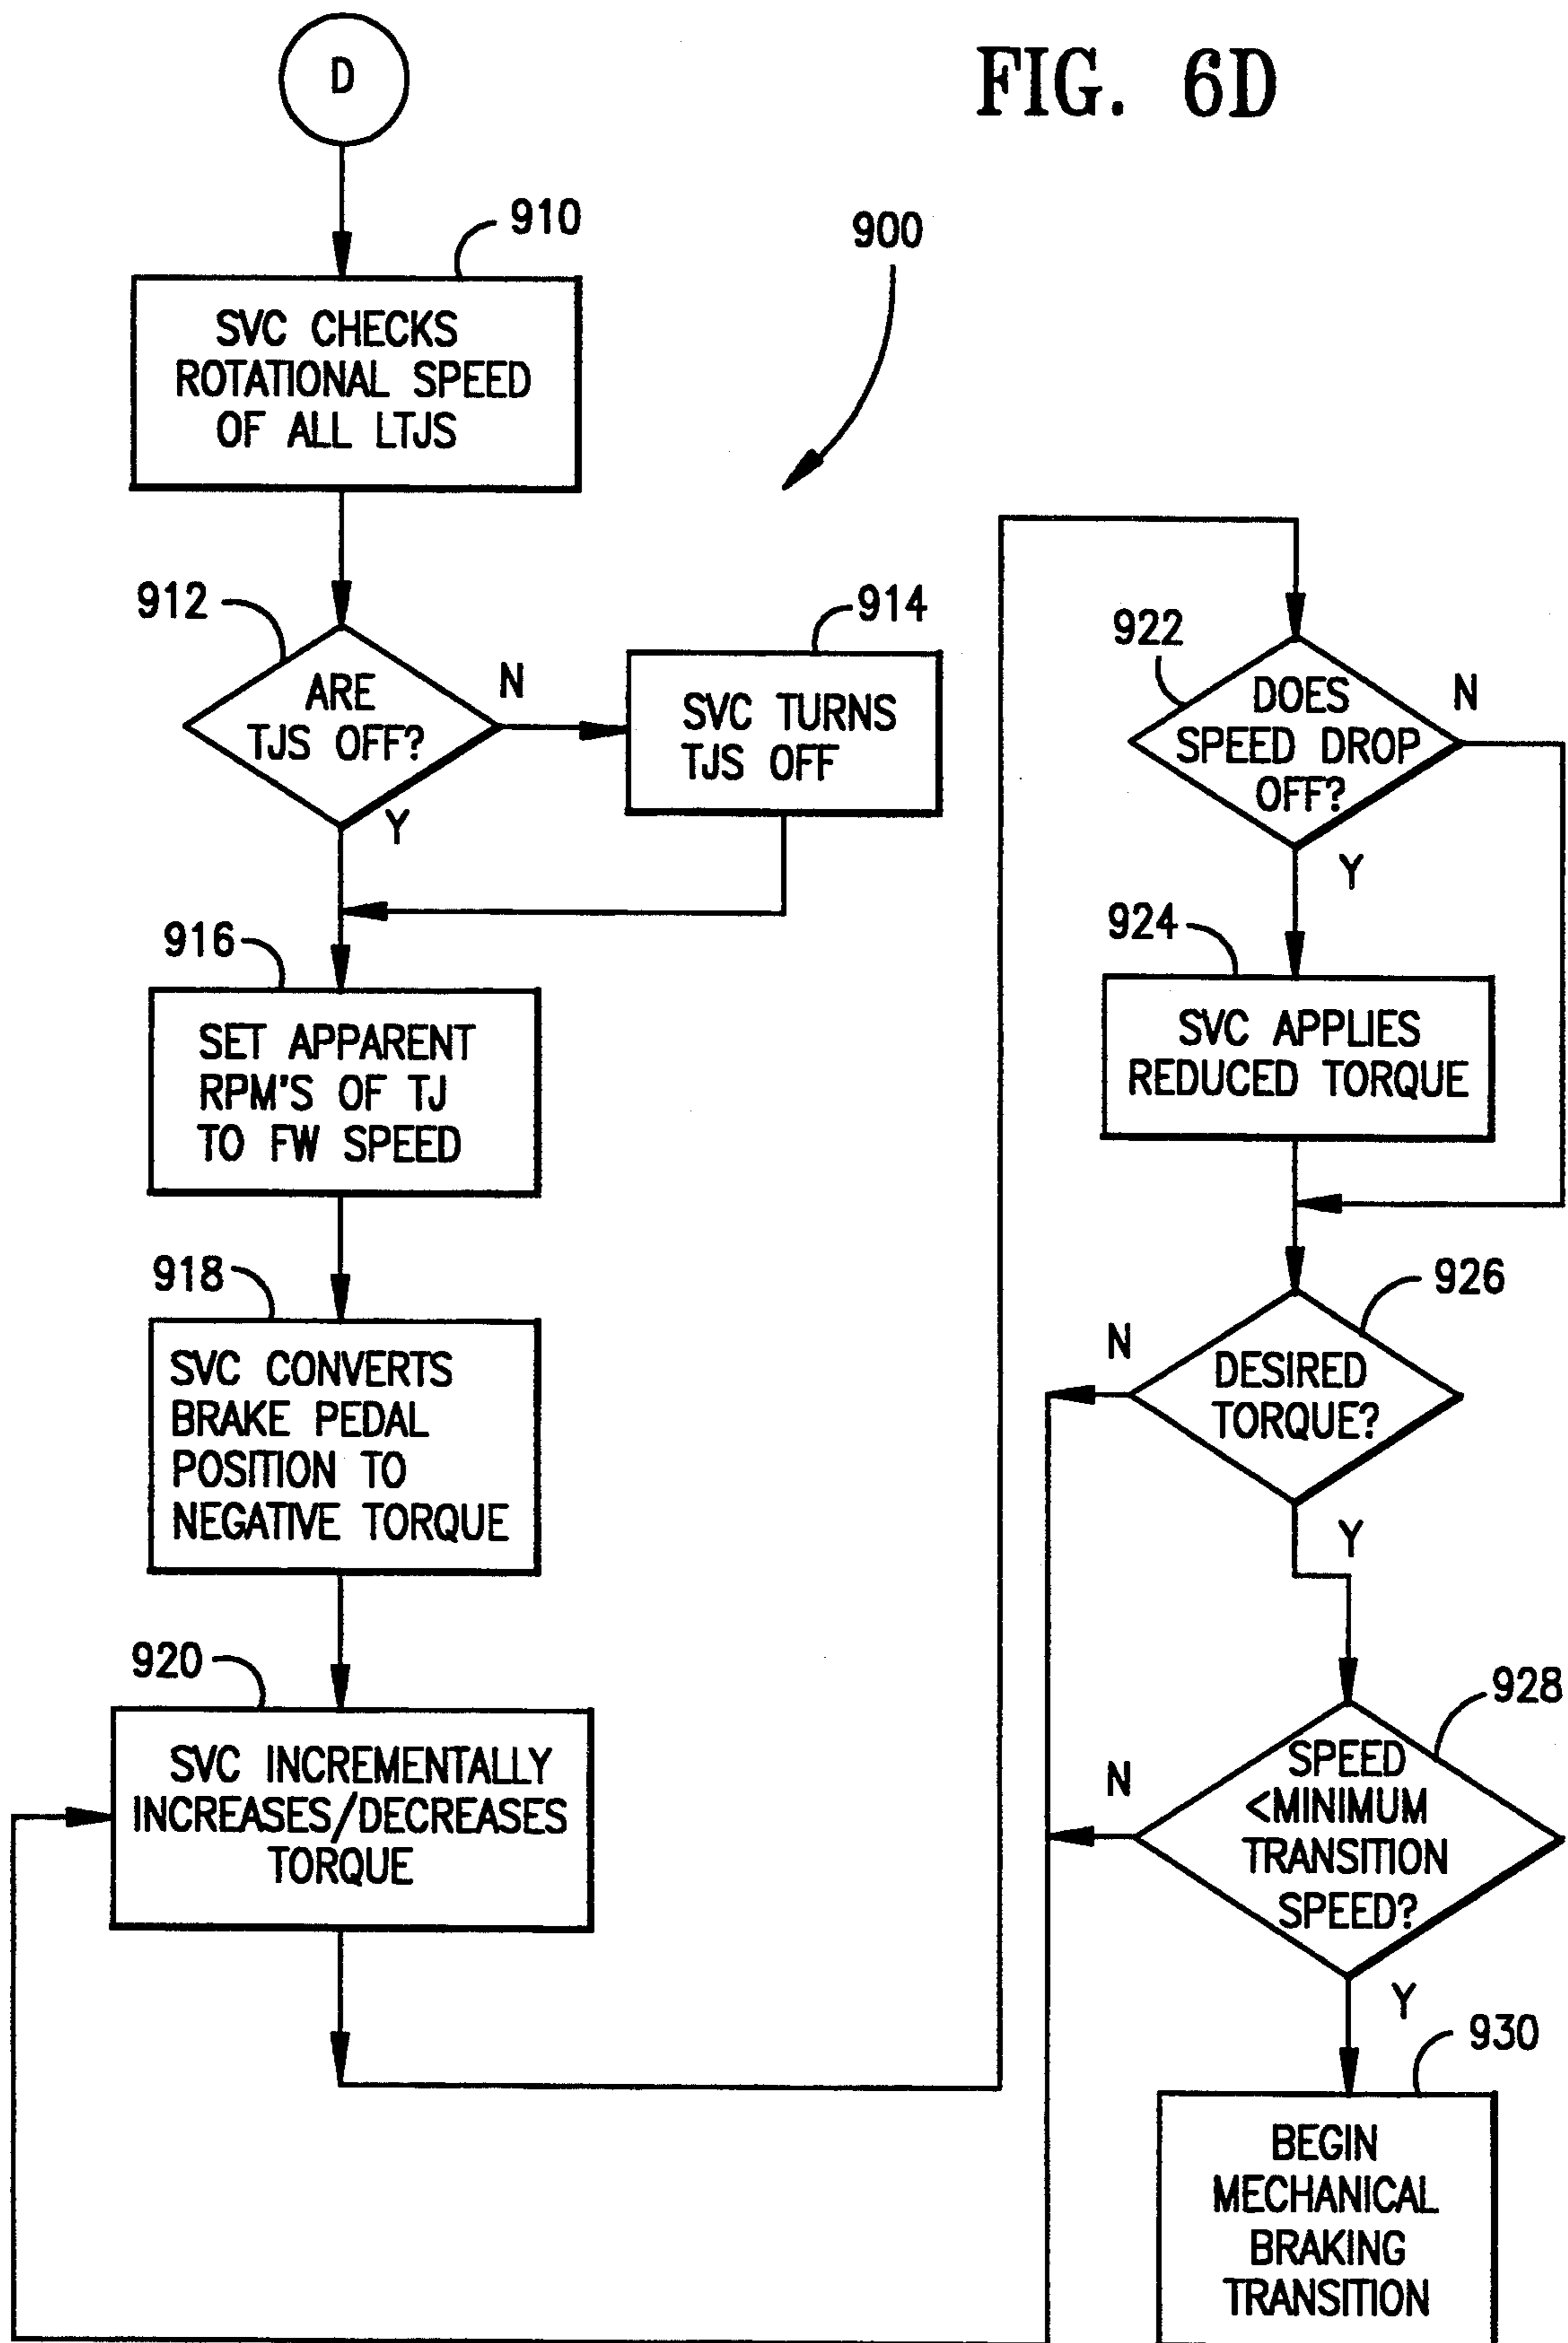 D
FIG. 6D
910
SVC CHECKS
ROTATIONAL SPEED
OF ALL LTJS
900
912
ARE
TJS OFF?
N
Y
914
SVC TURNS
TJS OFF
916
SET APPARENT
RPM'S OF TJ
TO FW SPEED
918
SVC CONVERTS
BRAKE PEDAL
POSITION TO
NEGATIVE TORQUE
920
SVC INCREMENTALLY
INCREASES/DECREASES
TORQUE
922
DOES
SPEED DROP
OFF?
N
Y
924
SVC APPLIES
REDUCED TORQUE
926
DESIRED
TORQUE?
N
Y
928
SPEED
<MINIMUM
TRANSITION
SPEED?
N
Y
930
BEGIN
MECHANICAL
BRAKING
TRANSITION